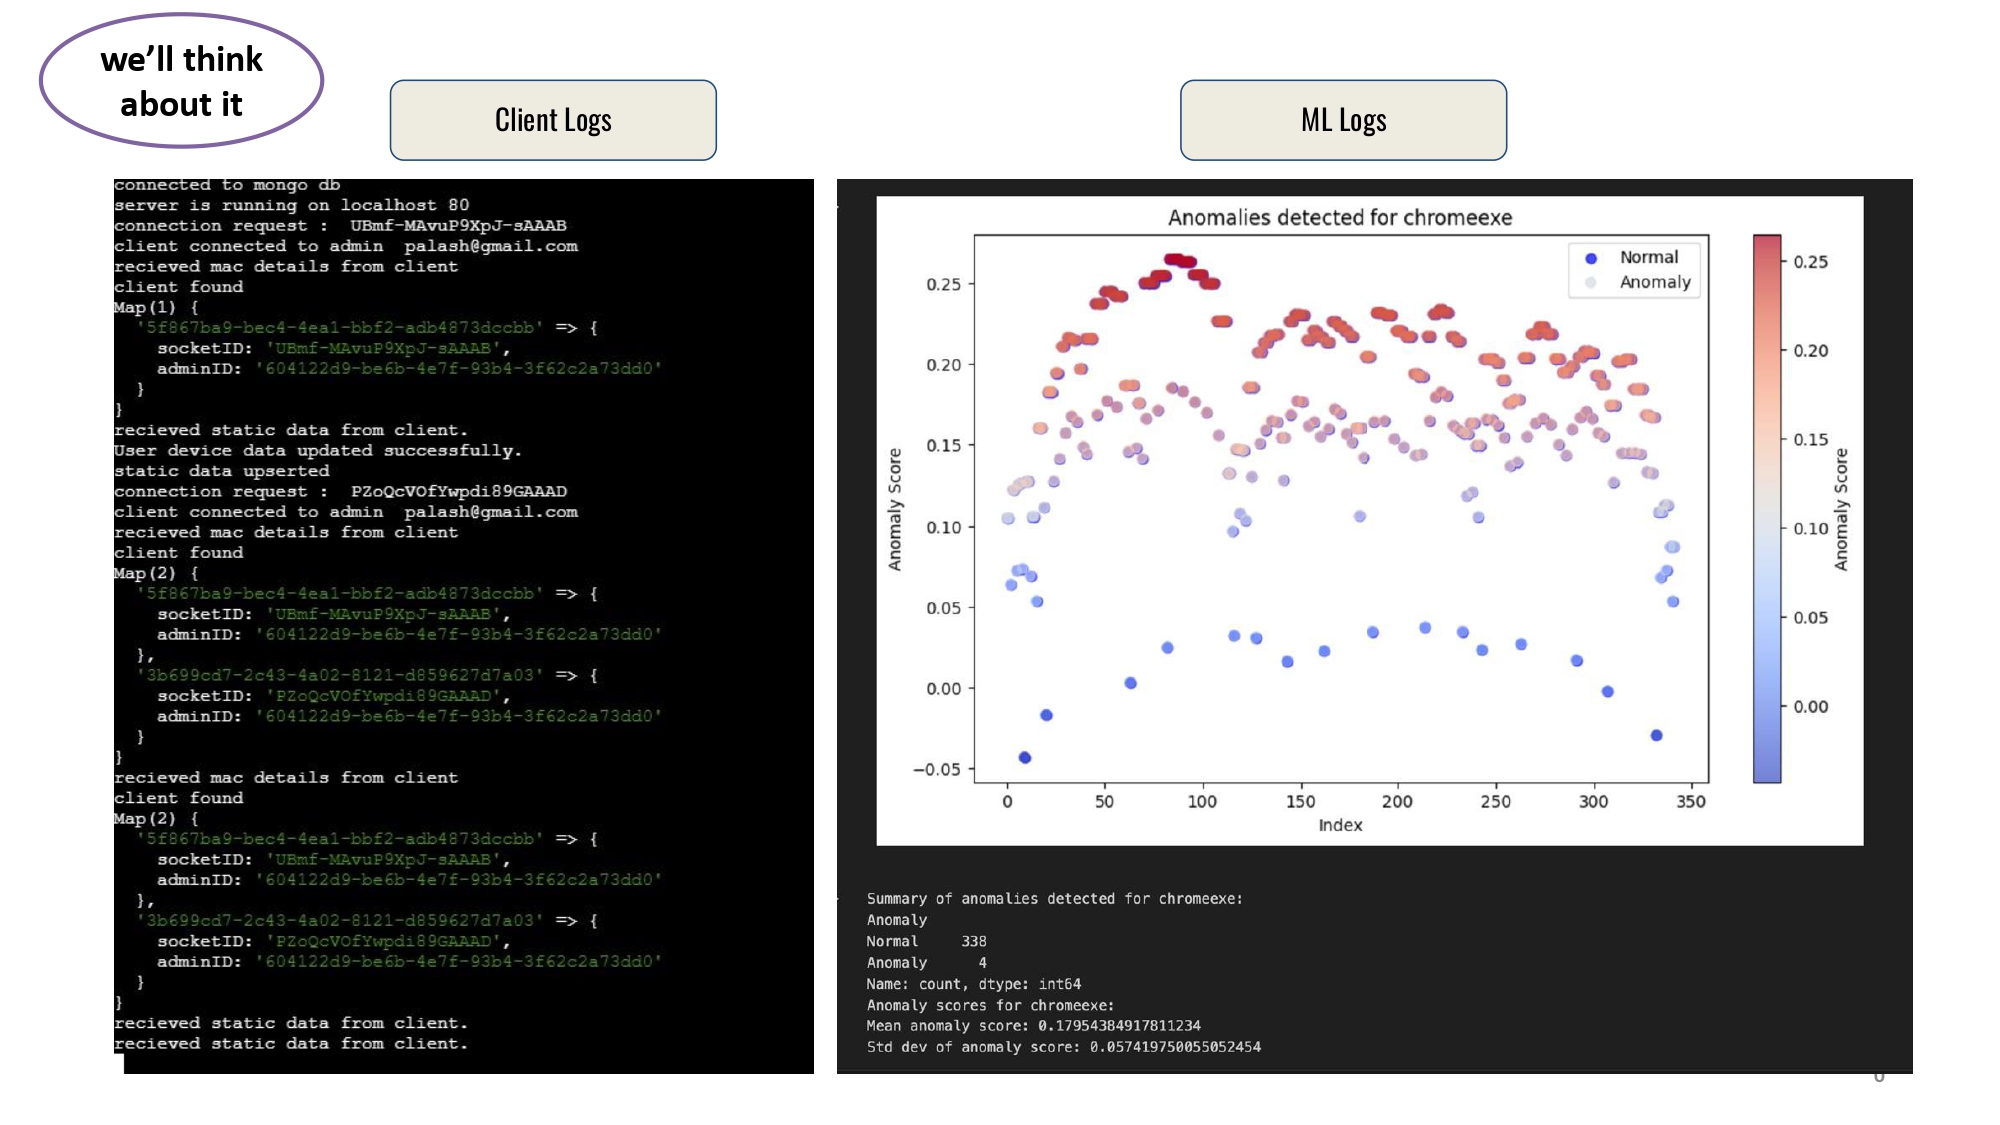 we'll think
about it
Client Logs
ML Logs
connected to mongo db
server is running on localhost 80
connection request :  UBmf-MAvuP9XpJ-sAAAB
client connected to admin  palash@gmail.com
recieved mac details from client
client found
Map(1) {
'5f867ba9-bec4-4ea1-bbf2-adb4873dccbb' => {
socketID: 'UBmf-MAvuP9XpJ-sAAAB',
adminID: '604122d9-be6b-4e7f-93b4-3f62c2a73dd0'
}
}
recieved static data from client.
User device data updated successfully.
static data upserted
connection request :  PZoQcVOfYwpdi89GAAAD
client connected to admin  palash@gmail.com
recieved mac details from client
client found
Map(2) {
'5f867ba9-bec4-4ea1-bbf2-adb4873dccbb' => {
socketID: 'UBmf-MAvuP9XpJ-sAAAB',
adminID: '604122d9-be6b-4e7f-93b4-3f62c2a73dd0'
},
'3b699cd7-2c43-4a02-8121-d859627d7a03' => {
socketID: 'PZoQcVOfYwpdi89GAAAD',
adminID: '604122d9-be6b-4e7f-93b4-3f62c2a73dd0'
}
}
recieved mac details from client
client found
Map(2) {
'5f867ba9-bec4-4ea1-bbf2-adb4873dccbb' => {
socketID: 'UBmf-MAvuP9XpJ-sAAAB',
adminID: '604122d9-be6b-4e7f-93b4-3f62c2a73dd0'
},
'3b699cd7-2c43-4a02-8121-d859627d7a03' => {
socketID: 'PZoQcVOfYwpdi89GAAAD',
adminID: '604122d9-be6b-4e7f-93b4-3f62c2a73dd0'
}
}
recieved static data from client.
recieved static data from client.
Anomalies detected for chromeexe
Normal
Anomaly
0.25
0.20
0.15
0.10
0.05
0.00
−0.05
Anomaly Score
0 50 100 150 200 250 300 350
Index
0.25
0.20
0.15
0.10
0.05
0.00
Anomaly Score
Summary of anomalies detected for chromeexe:
Anomaly
Normal 338
Anomaly 4
Name: count, dtype: int64
Anomaly scores for chromeexe:
Mean anomaly score: 0.17954384917811234
Std dev of anomaly score: 0.057419750055052454